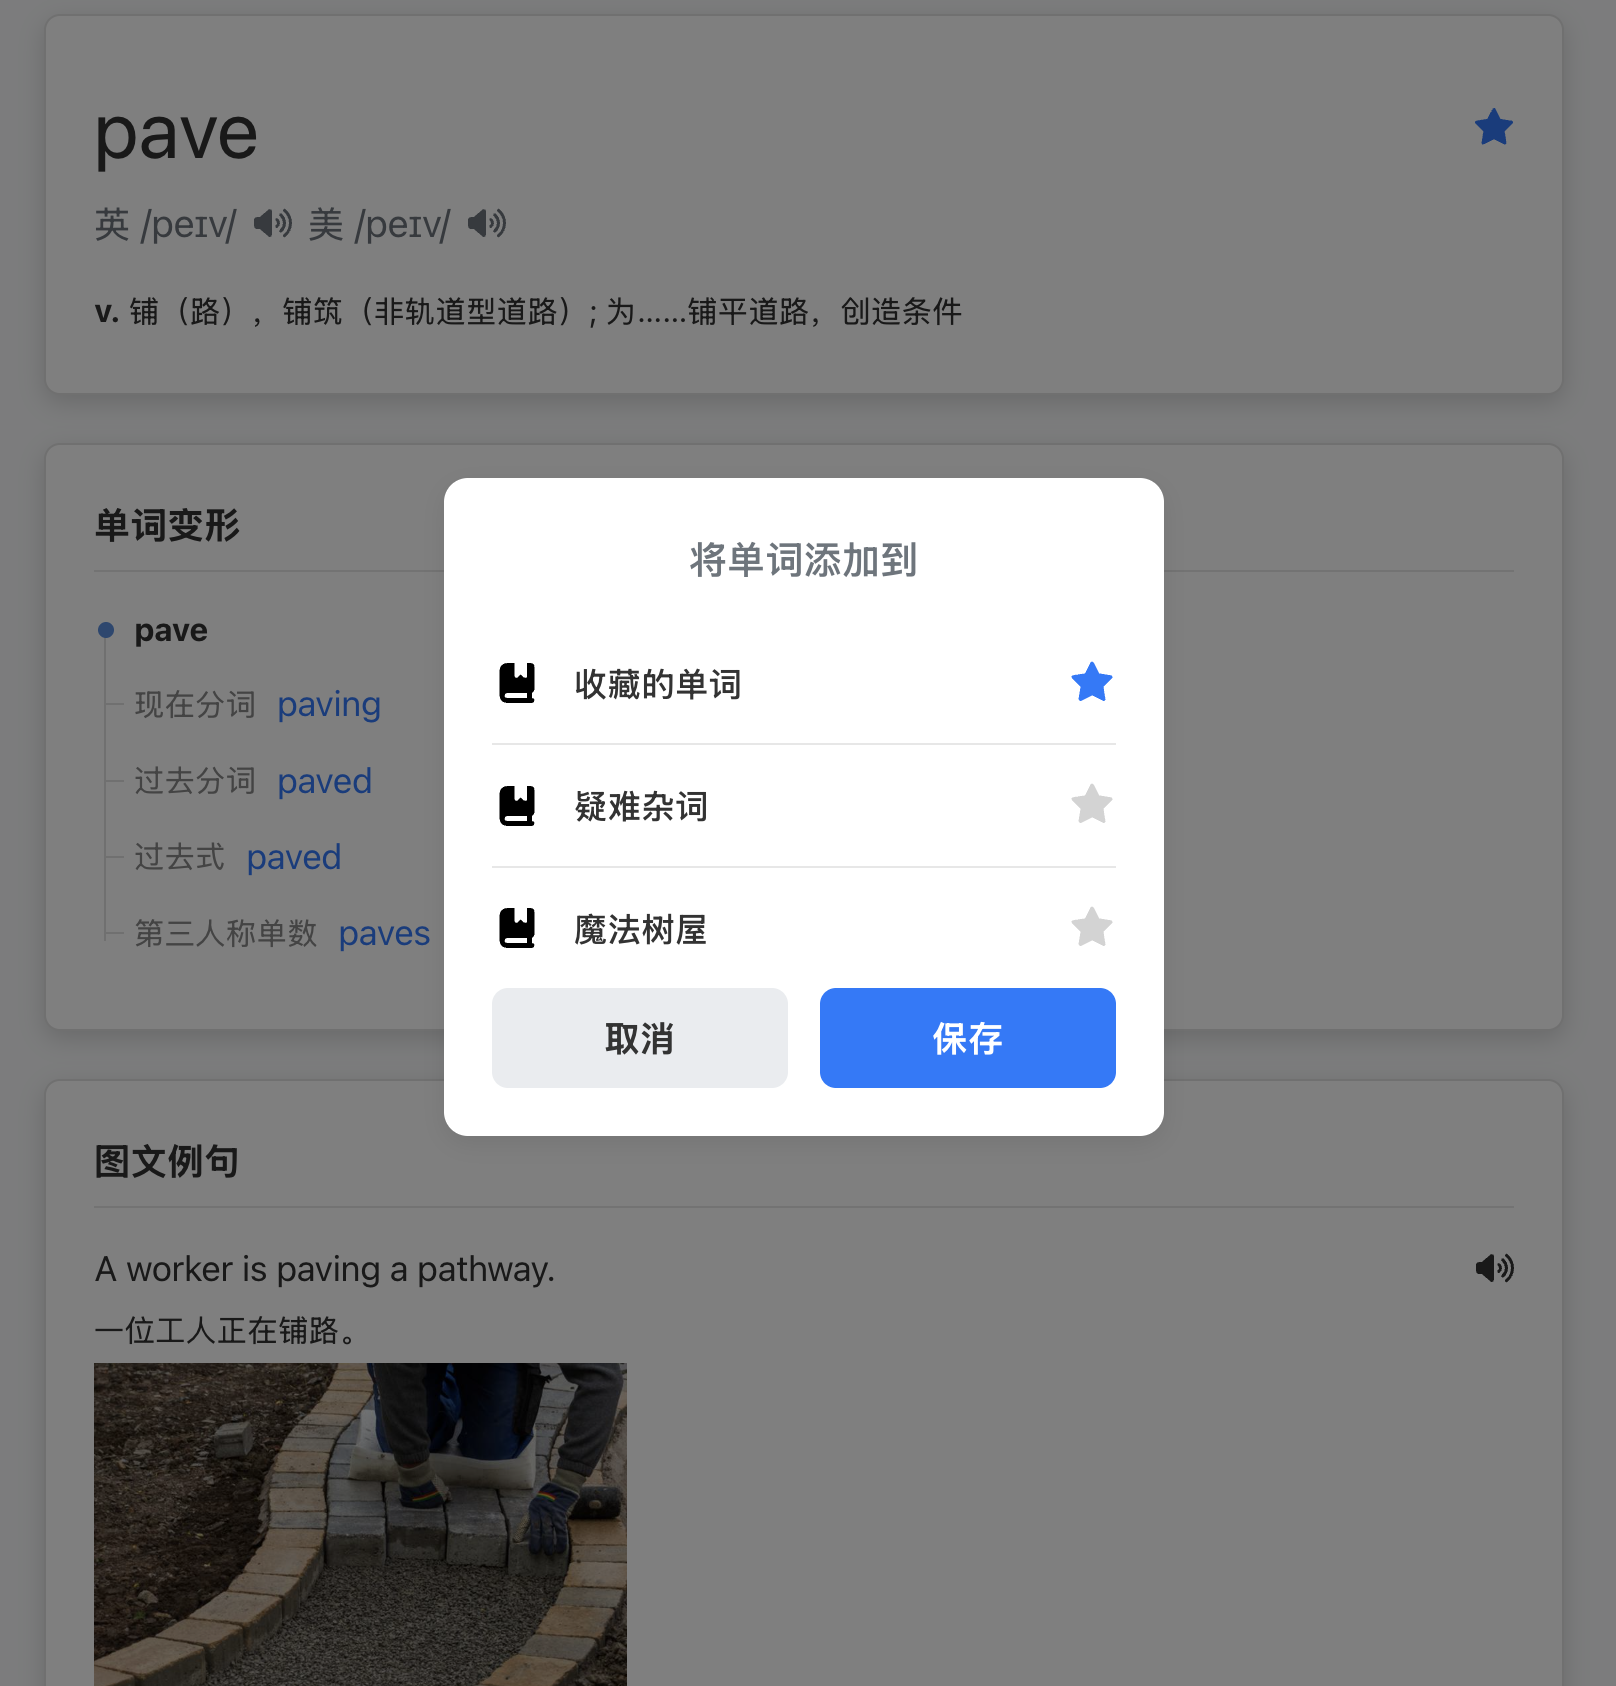 pave
英 /peɪv/ 美 /peɪv/
v. 铺（路），铺筑（非轨道型道路）; 为……铺平道路，创造条件
单词变形
pave
现在分词 paving
过去分词 paved
过去式 paved
第三人称单数 paves
将单词添加到
收藏的单词
疑难杂词
魔法树屋
取消 保存
图文例句
A worker is paving a pathway.
一位工人正在铺路。